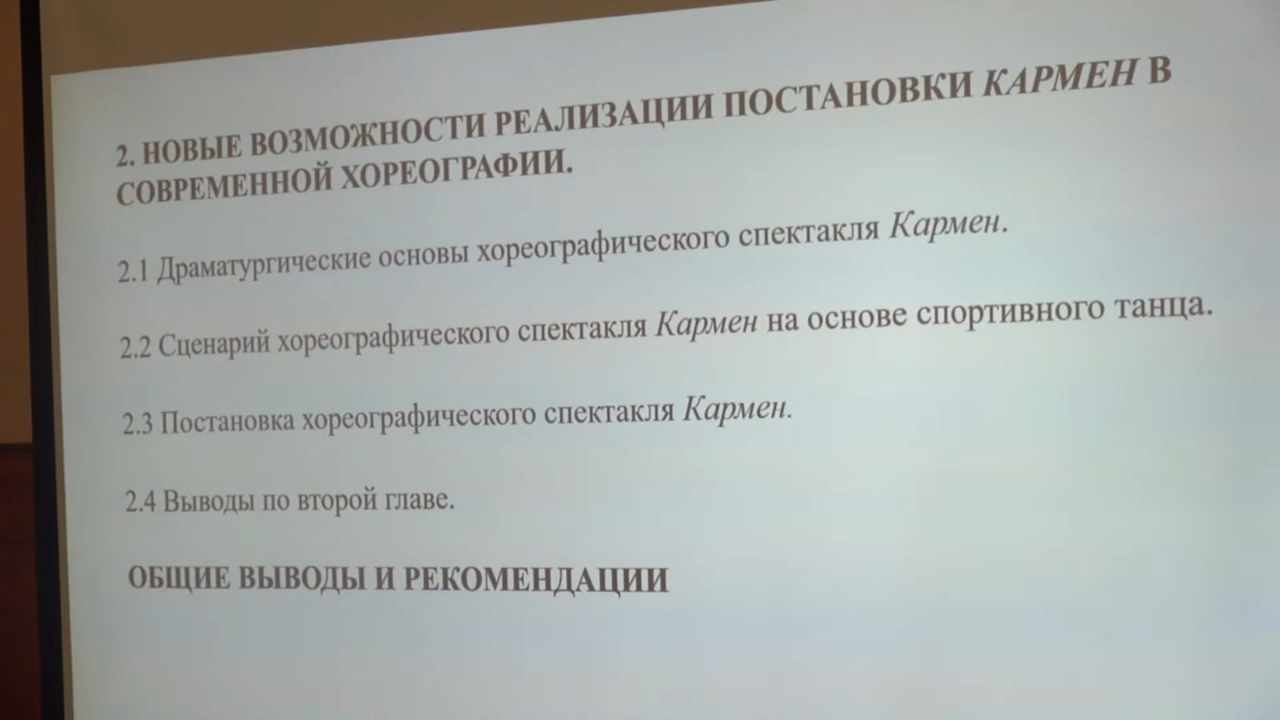 2. НОВЫЕ ВОЗМОЖНОСТИ РЕАЛИЗАЦИИ ПОСТАНОВКИ КАРМЕН В
СОВРЕМЕННОЙ ХОРЕОГРАФИИ.
2.1 Драматургические основы хореографического спектакля Кармен.
2.2 Сценарий хореографического спектакля Кармен на основе спортивного танца.
2.3 Постановка хореографического спектакля Кармен.
2.4 Выводы по второй главе.
ОБЩИЕ ВЫВОДЫ И РЕКОМЕНДАЦИИ